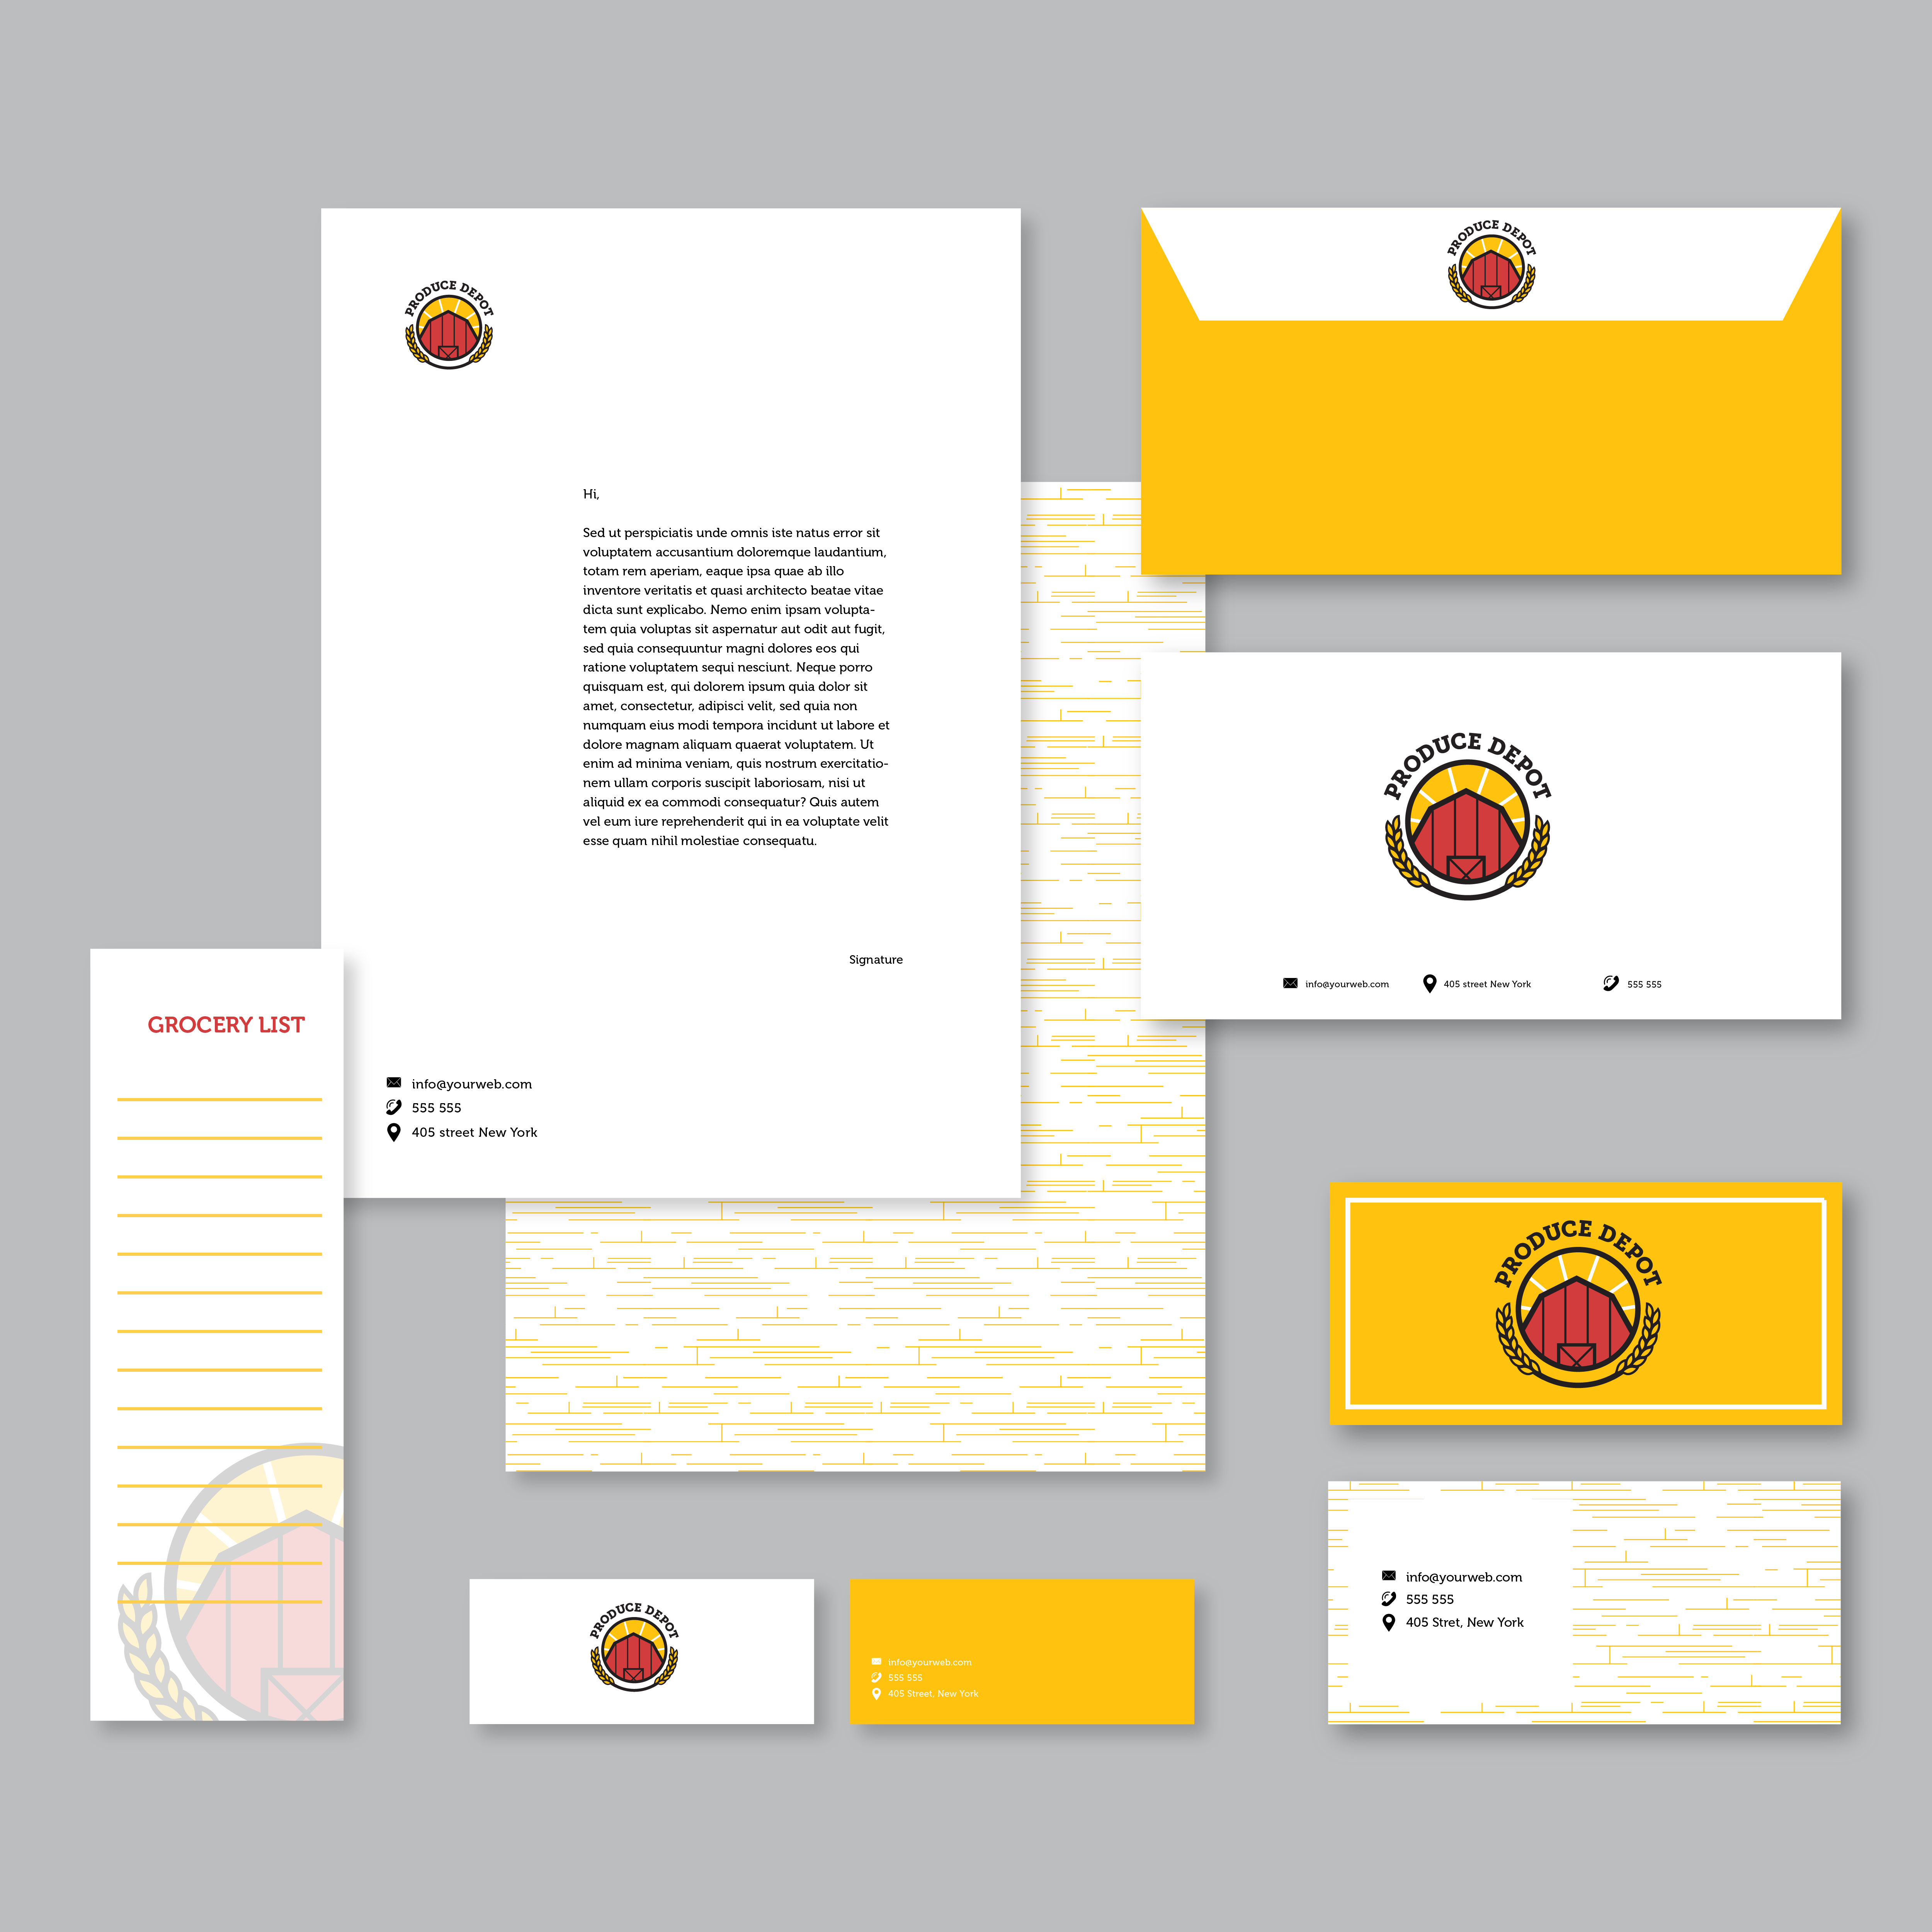 PRODUCE DEPOT
Hi,
Sed ut perspiciatis unde omnis iste natus error sit
voluptatem accusantium doloremque laudantium,
totam rem aperiam, eaque ipsa quae ab illo
inventore veritatis et quasi architecto beatae vitae
dicta sunt explicabo. Nemo enim ipsam volupta-
tem quia voluptas sit aspernatur aut odit aut fugit,
sed quia consequuntur magni dolores eos qui
ratione voluptatem sequi nesciunt. Neque porro
quisquam est, qui dolorem ipsum quia dolor sit
amet, consectetur, adipisci velit, sed quia non
numquam eius modi tempora incidunt ut labore et
dolore magnam aliquam quaerat voluptatem. Ut
enim ad minima veniam, quis nostrum exercitatio-
nem ullam corporis suscipit laboriosam, nisi ut
aliquid ex ea commodi consequatur? Quis autem
vel eum iure reprehenderit qui in ea voluptate velit
esse quam nihil molestiae consequatu.
Signature
info@yourweb.com
555 555
405 street New York
PRODUCE DEPOT
PRODUCE DEPOT
info@yourweb.com
405 street New York
555 555
GROCERY LIST
PRODUCE DEPOT
info@yourweb.com
555 555
405 Stret, New York
PRODUCE DEPOT
info@yourweb.com
555 555
405 Street, New York